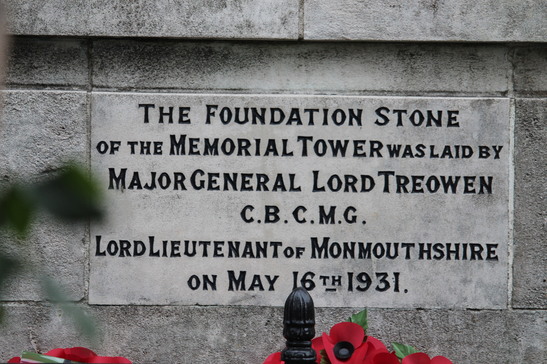 THE FOUNDATION STONE
OF THE MEMORIAL TOWER WAS LAID BY
MAJOR GENERAL LORD TREOWEN
C.B.C.M.G.
LORD LIEUTENANT OF MONMOUTHSHIRE
ON MAY 16TH 1931.